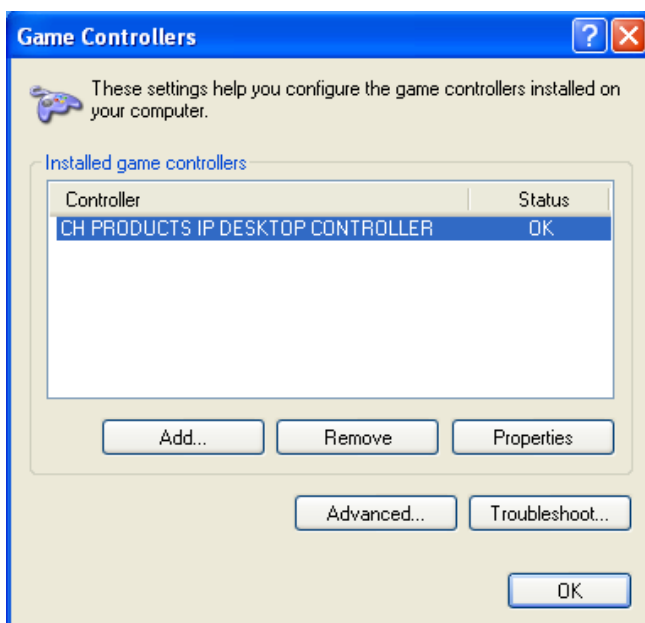 Game Controllers
These settings help you configure the game controllers installed on
your computer.
Installed game controllers
Controller Status
CH PRODUCTS IP DESKTOP CONTROLLER OK
Add... Remove Properties
Advanced... Troubleshoot...
OK